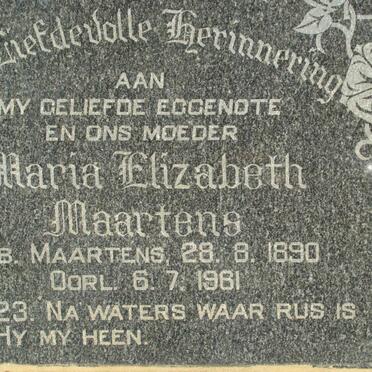 Liefdevolle Herinnering
AAN
MY GELIEFDE EGGENOTE
EN ONS MOEDER
Maria Elizabeth
Maartens
B. MAARTENS, 28. 8. 1890
OORL. 6. 7. 1961
23. NA WATERS WAAR RUS IS
HY MY HEEN.